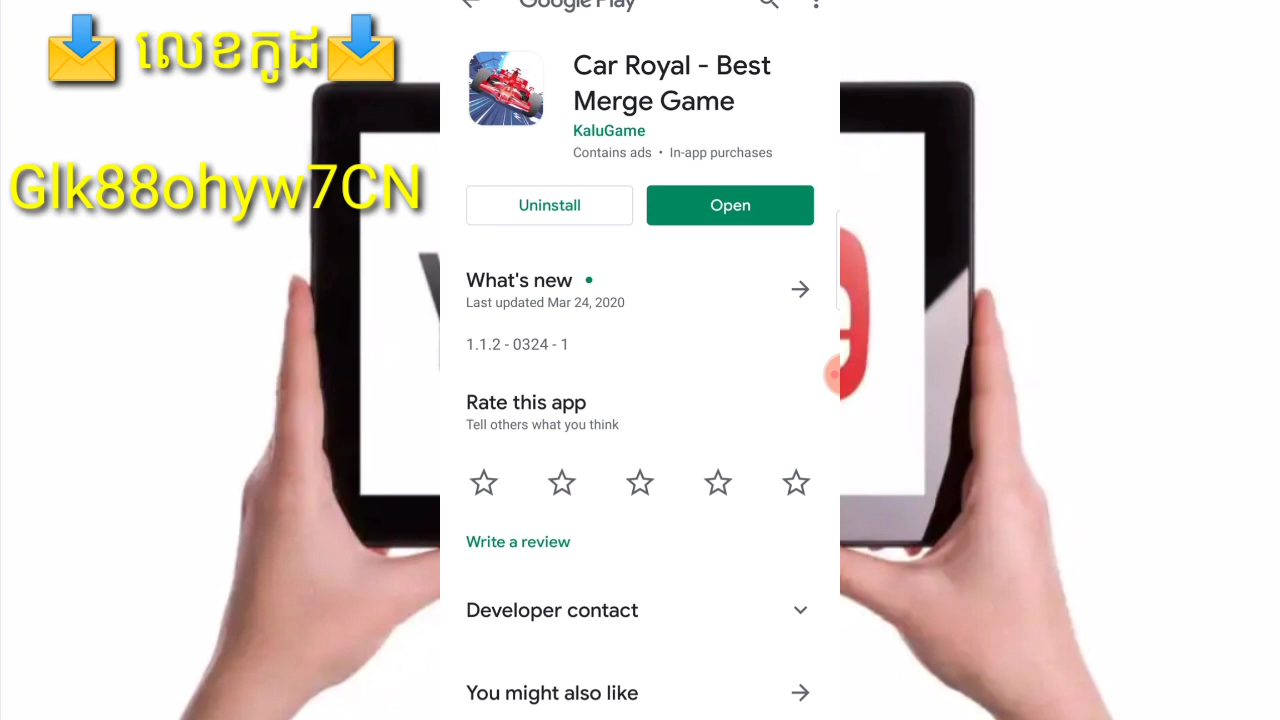 លេខកូដ
Glk88ohyw7CN
Google Play
Car Royal - Best
Merge Game
KaluGame
Contains ads • In-app purchases
Uninstall
Open
What's new
Last updated Mar 24, 2020
1.1.2 - 0324 - 1
Rate this app
Tell others what you think
Write a review
Developer contact
You might also like